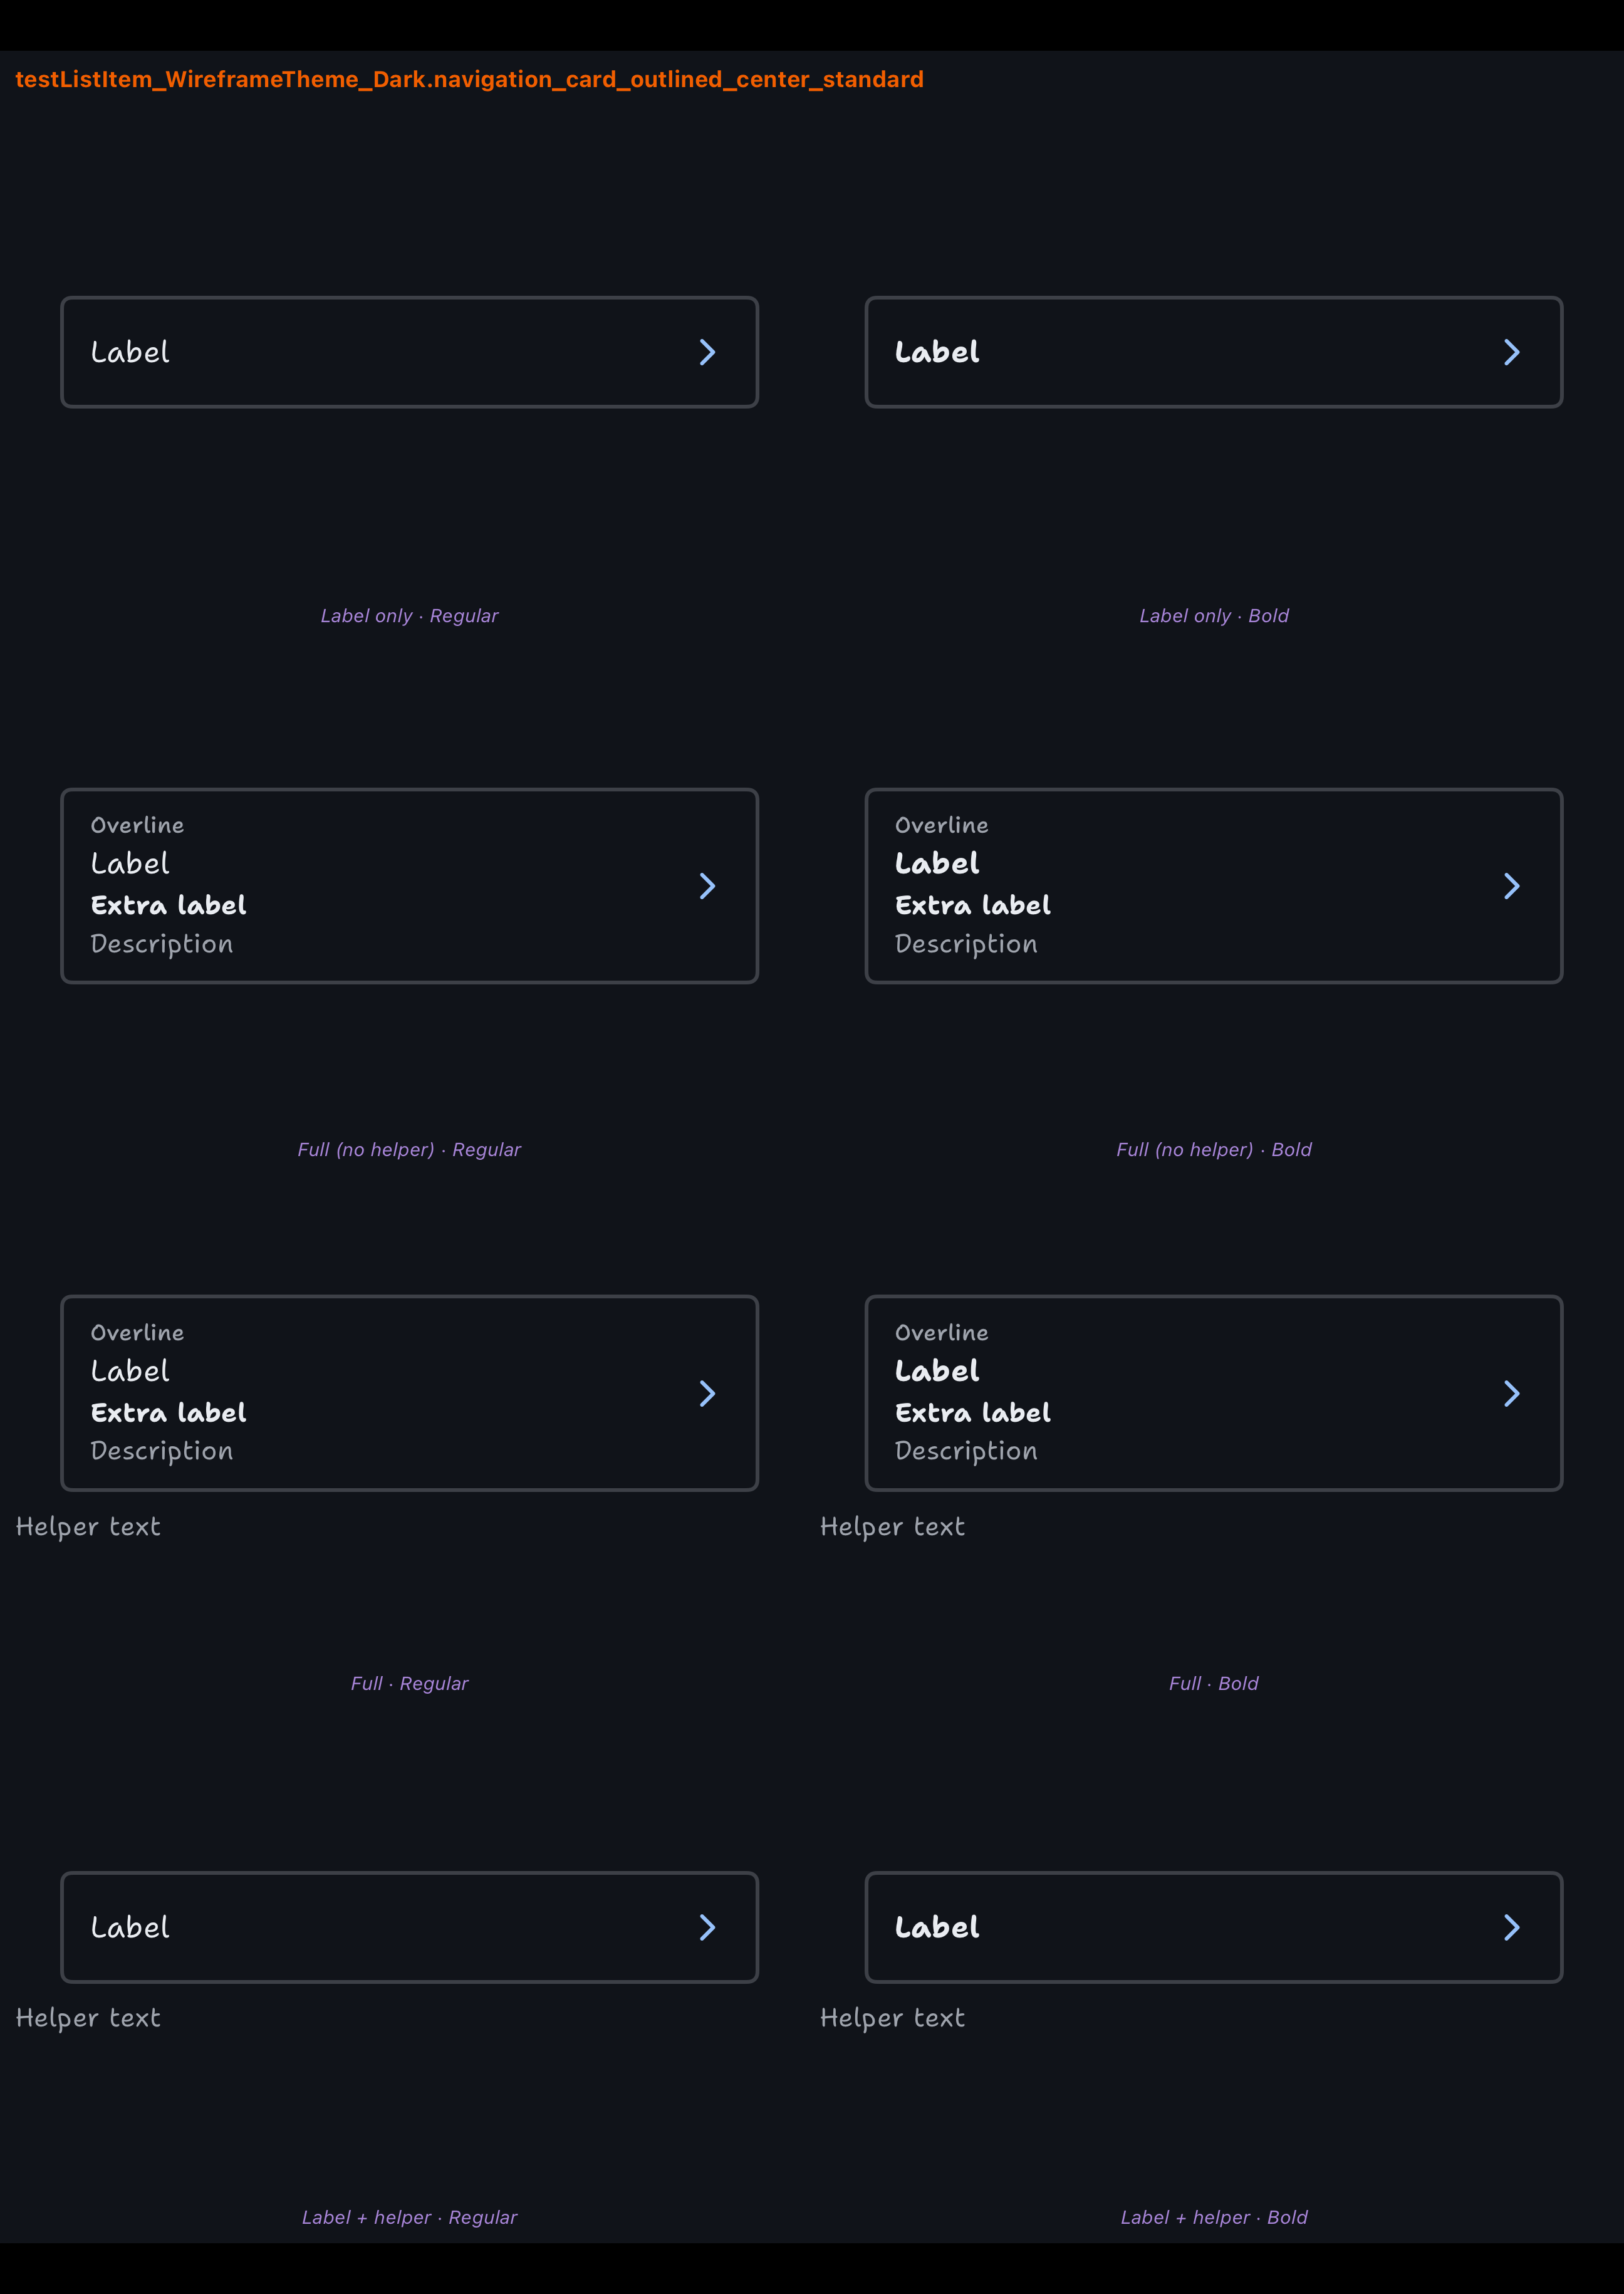 testListItem_WireframeTheme_Dark.navigation_card_outlined_center_standard
Label
Label
Label only · Regular
Label only · Bold
Overline
Label
Extra label
Description
Overline
Label
Extra label
Description
Full (no helper) · Regular
Full (no helper) · Bold
Overline
Label
Extra label
Description
Helper text
Overline
Label
Extra label
Description
Helper text
Full · Regular
Full · Bold
Label
Helper text
Label
Helper text
Label + helper · Regular
Label + helper · Bold